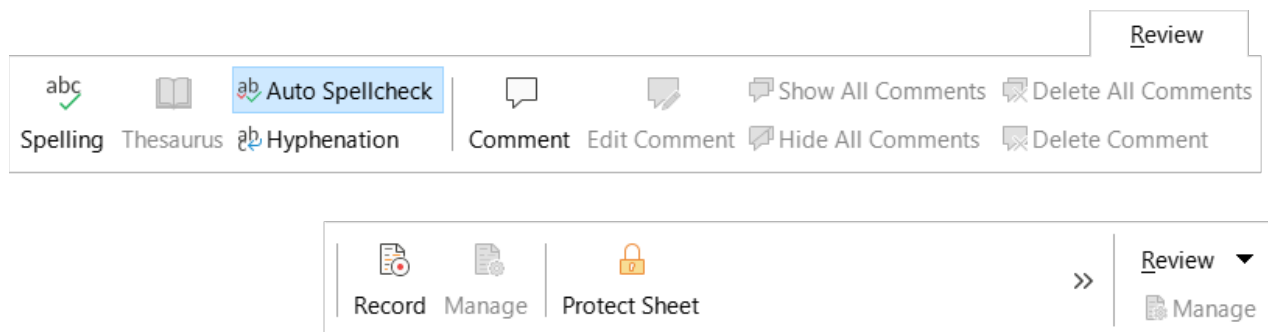 Review
Auto Spellcheck Show All Comments Delete All Comments
Spelling Thesaurus Hyphenation Comment Edit Comment Hide All Comments Delete Comment
Review
Record Manage Protect Sheet Manage